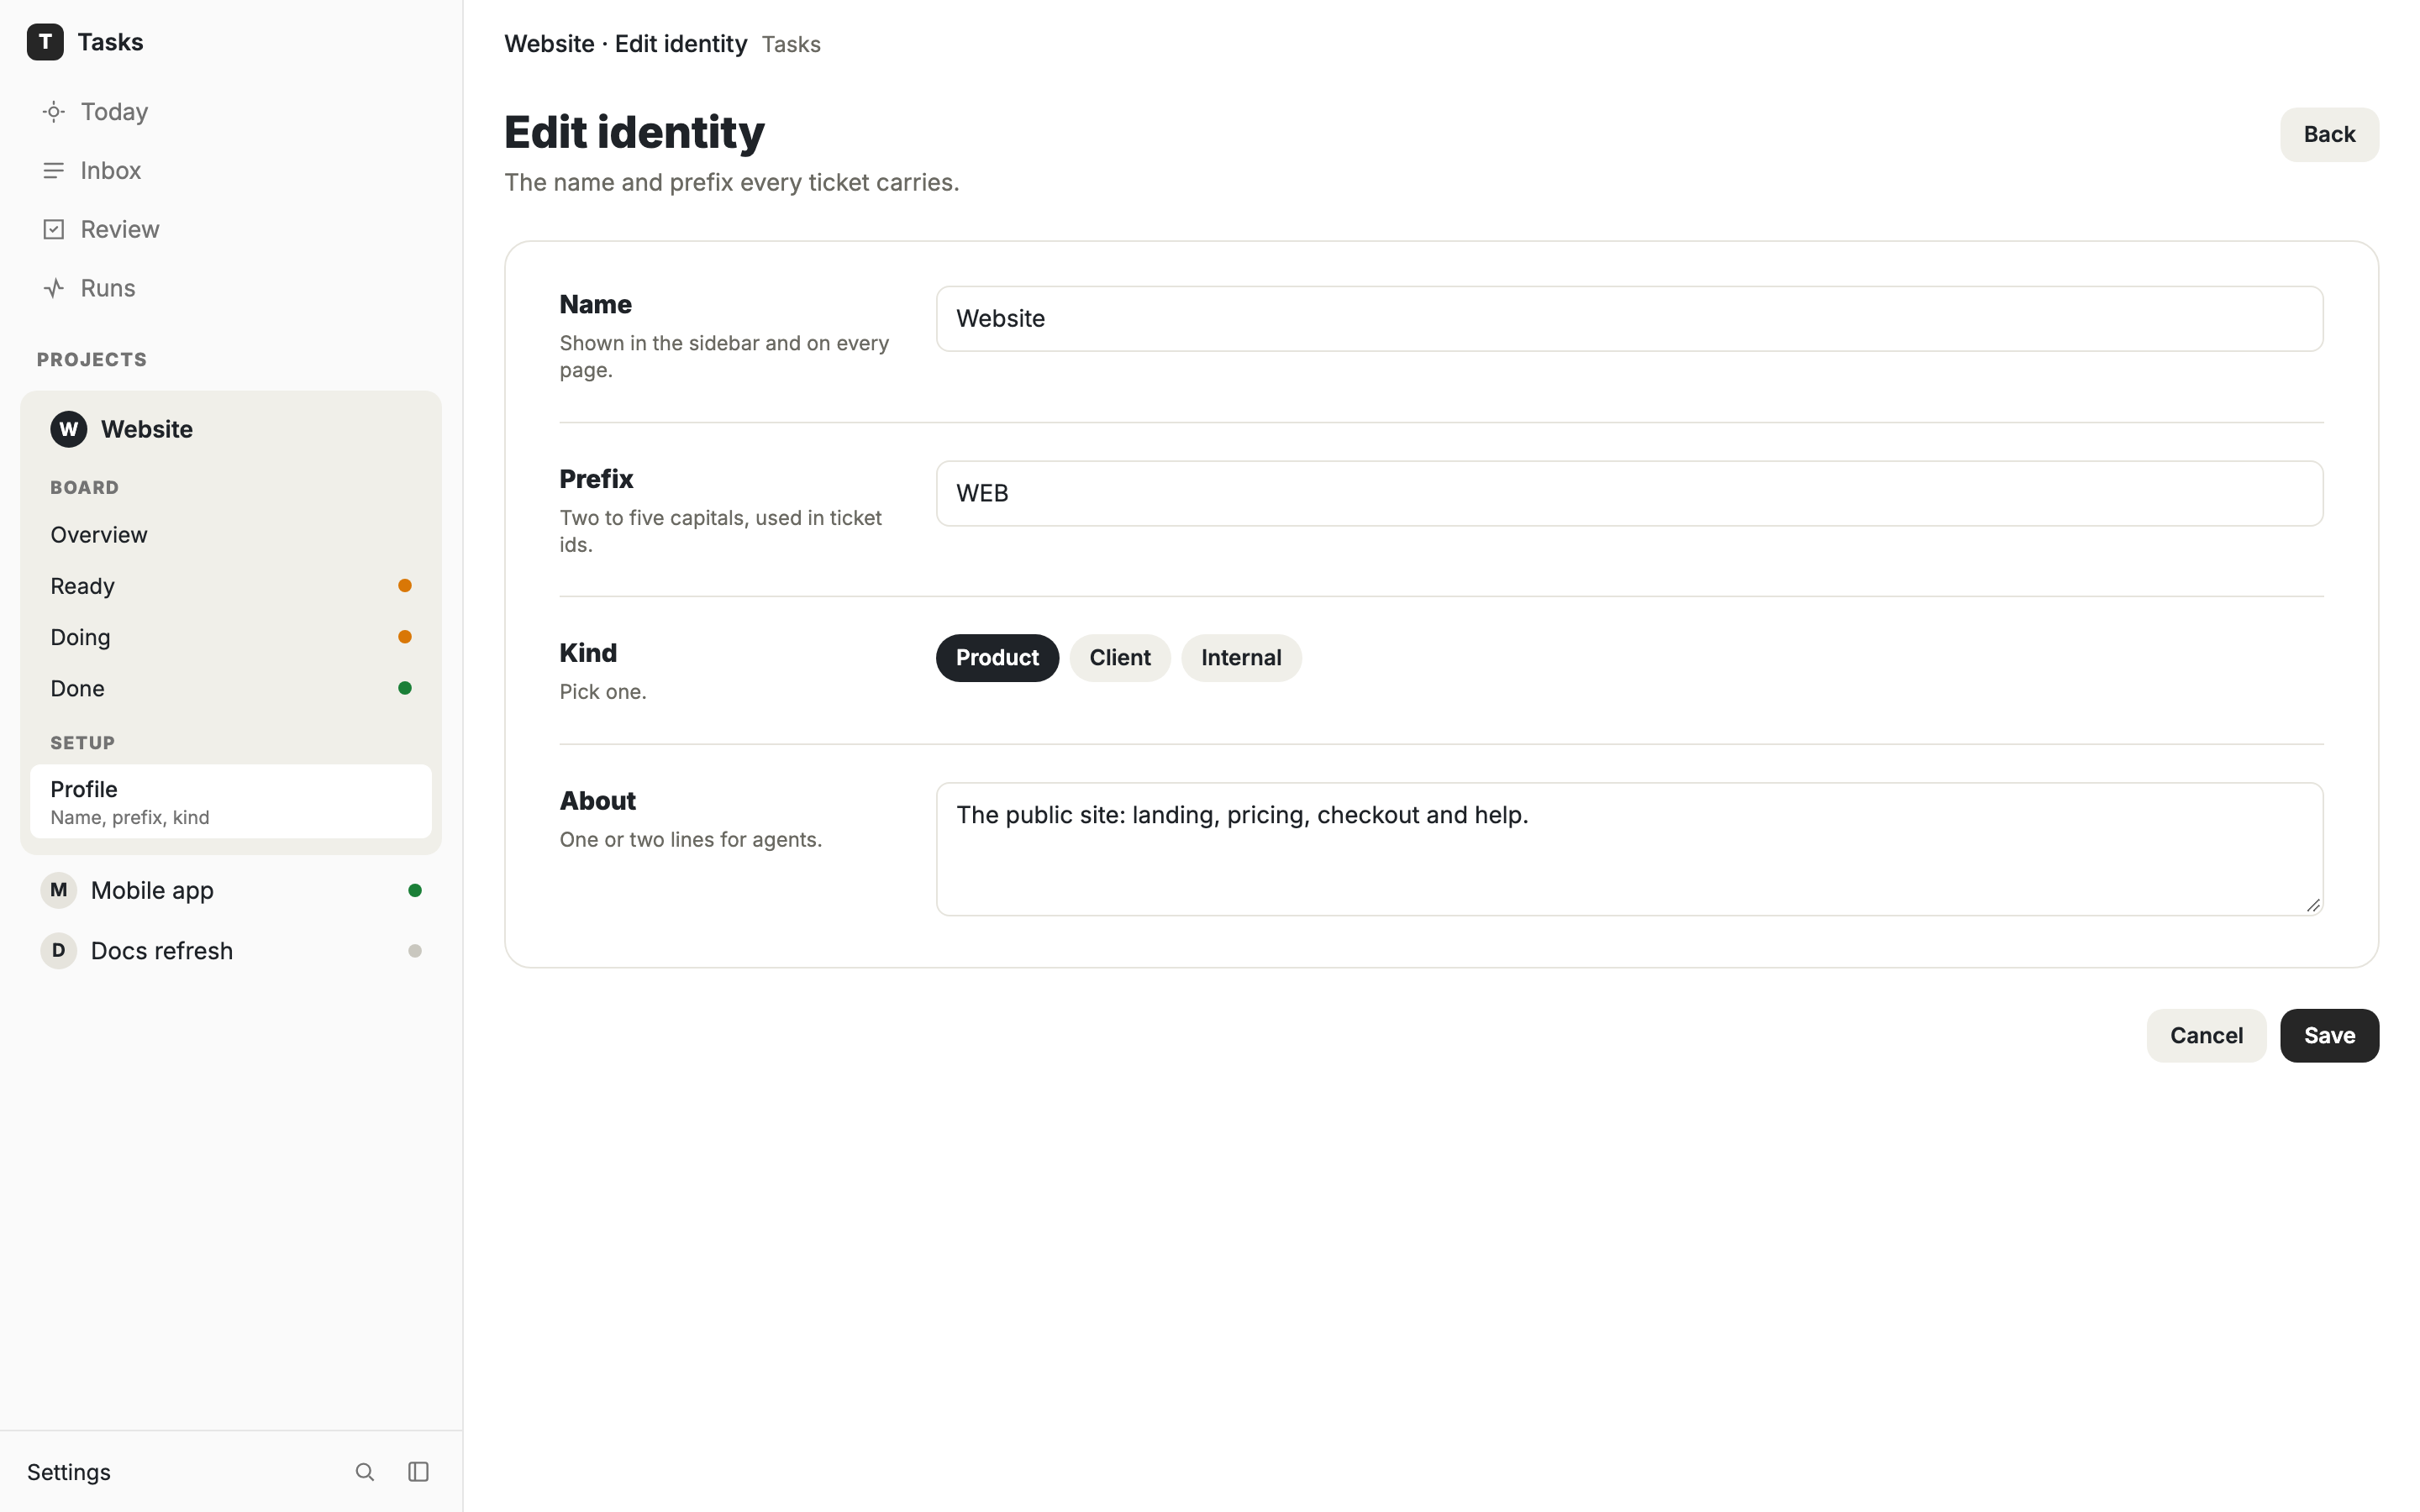 T Tasks
Today
Inbox
Review
Runs
PROJECTS
W Website
BOARD
Overview
Ready
Doing
Done
SETUP
Profile
Name, prefix, kind
M Mobile app
D Docs refresh
Settings
Website · Edit identity Tasks
Edit identity
Back
The name and prefix every ticket carries.
Name
Website
Shown in the sidebar and on every
page.
Prefix
WEB
Two to five capitals, used in ticket
ids.
Kind
Product Client Internal
Pick one.
About
The public site: landing, pricing, checkout and help.
One or two lines for agents.
Cancel Save